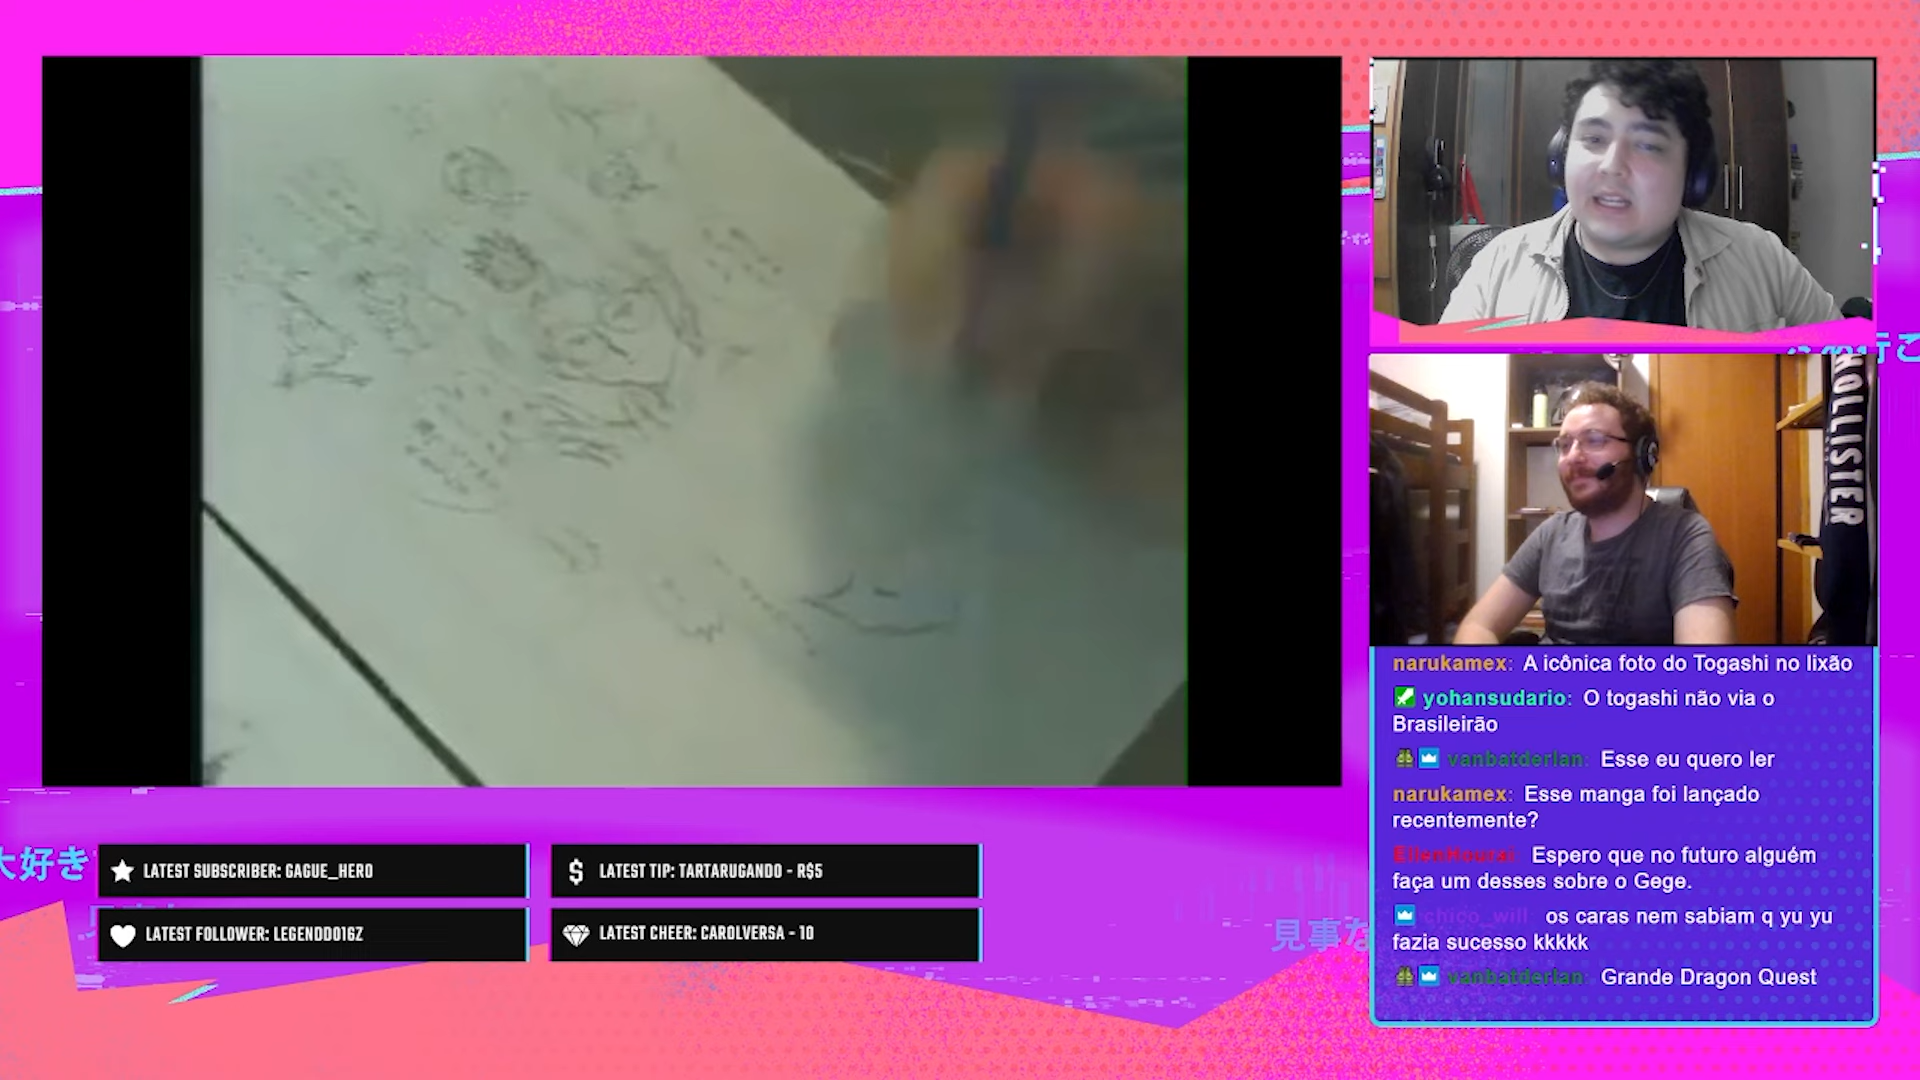 narukamex: A icônica foto do Togashi no lixão
yohansudario: O togashi não via o
Brasileirão
vanbatderlan: Esse eu quero ler
narukamex: Esse manga foi lançado
recentemente?
EllenHourai: Espero que no futuro alguém
faça um desses sobre o Gege.
chico_will os caras nem sabiam q yu yu
fazia sucesso kkkkk
vanbatderlan: Grande Dragon Quest
HOLLISTER
大好き
見事な
LATEST SUBSCRIBER: GAGUE_HERO
LATEST TIP: TARTARUGANDO - R$5
LATEST FOLLOWER: LEGENDD016Z
LATEST CHEER: CAROLVERSA - 10